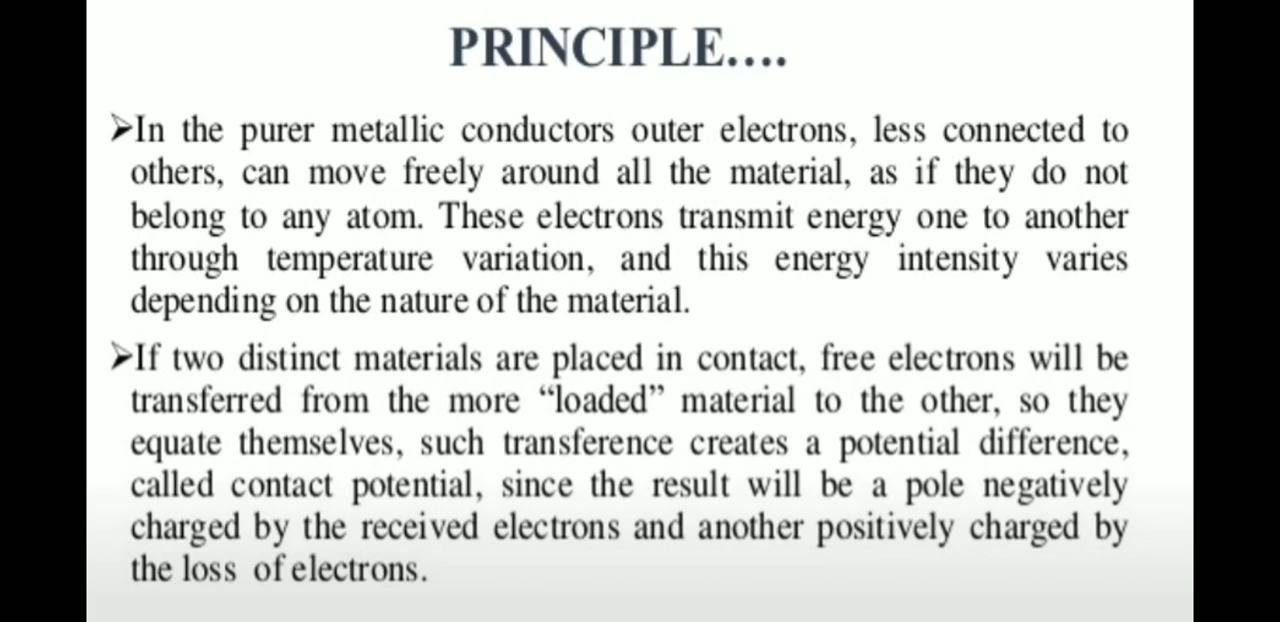 PRINCIPLE....
➢In the purer metallic conductors outer electrons, less connected to
others, can move freely around all the material, as if they do not
belong to any atom. These electrons transmit energy one to another
through temperature variation, and this energy intensity varies
depending on the nature of the material.
➢If two distinct materials are placed in contact, free electrons will be
transferred from the more “loaded” material to the other, so they
equate themselves, such transference creates a potential difference,
called contact potential, since the result will be a pole negatively
charged by the received electrons and another positively charged by
the loss of electrons.